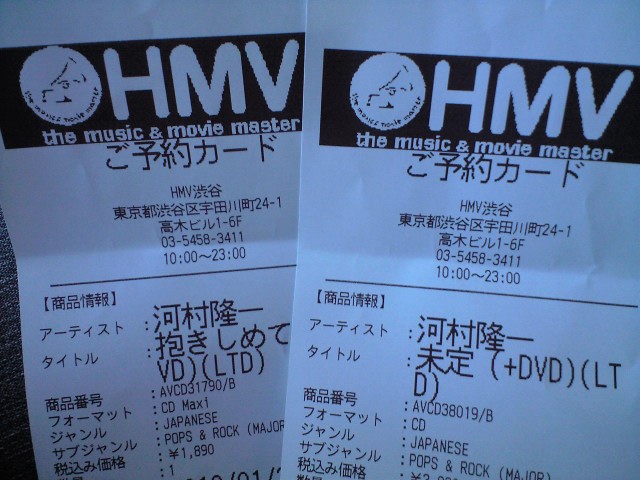 HMV
the music & movie master
ご予約カード
HMV渋谷
東京都渋谷区宇田川町24-1
高木ビル1-6F
03-5458-3411
10:00～23:00
【商品情報】
アーティスト :河村隆一
タイトル :抱きしめて
VD)(LTD)
商品番号 :AVCD31790/B
フォーマット :CD Maxi
ジャンル :JAPANESE
サブジャンル :POPS & ROCK (MAJOR
税込み価格 :¥1,890
:1
HMV
the music & movie master
ご予約カード
HMV渋谷
東京都渋谷区宇田川町24-1
高木ビル1-6F
03-5458-3411
10:00～23:00
【商品情報】
アーティスト :河村隆一
タイトル :未定 (+DVD)(LT
D)
商品番号 :AVCD38019/B
フォーマット :CD
ジャンル :JAPANESE
サブジャンル :POPS & ROCK (MAJOR)
税込み価格